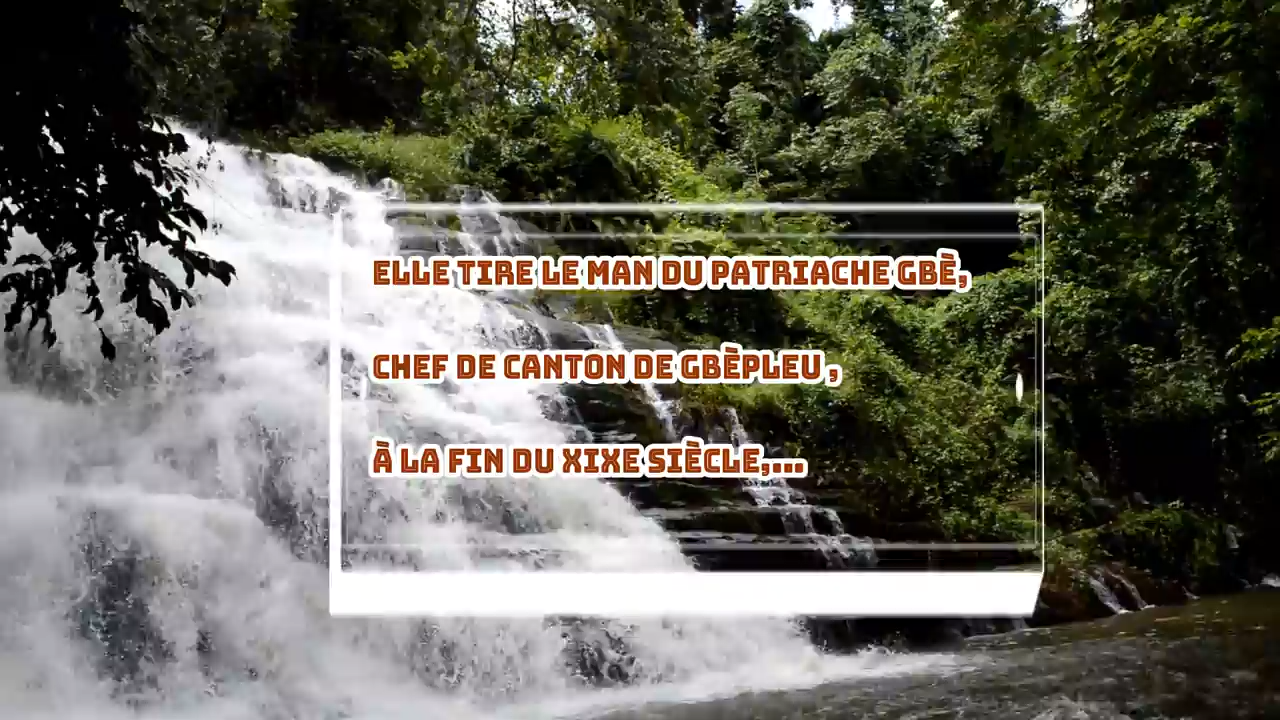 ELLE TIRE LE MAN DU PATRIACHE GBÈ,
CHEF DE CANTON DE GBÈPLEU ,
À LA FIN DU XIXE SIÈCLE,...